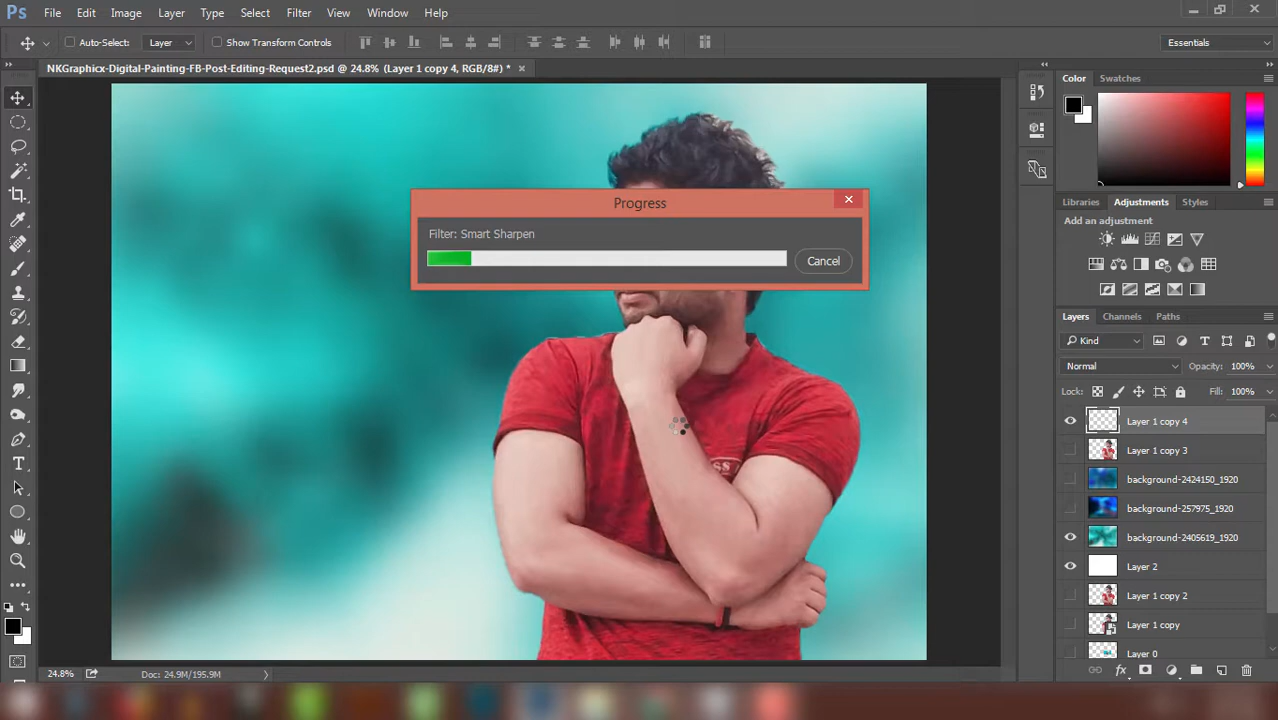 Ps File Edit Image Layer Type Select Filter View Window Help
Auto-Select: Layer Show Transform Controls Essentials
NKGraphicx-Digital-Painting-FB-Post-Editing-Request2.psd @ 24.8% (Layer 1 copy 4, RGB/8#) *
Color Swatches
Progress
Filter: Smart Sharpen
Cancel
Libraries Adjustments Styles
Add an adjustment
Layers Channels Paths
Kind
Normal Opacity: 100%
Lock: Fill: 100%
Layer 1 copy 4
Layer 1 copy 3
background-2424150_1920
background-257975_1920
background-2405619_1920
Layer 2
Layer 1 copy 2
Layer 1 copy
Layer 0
24.8% Doc: 24.9M/195.9M